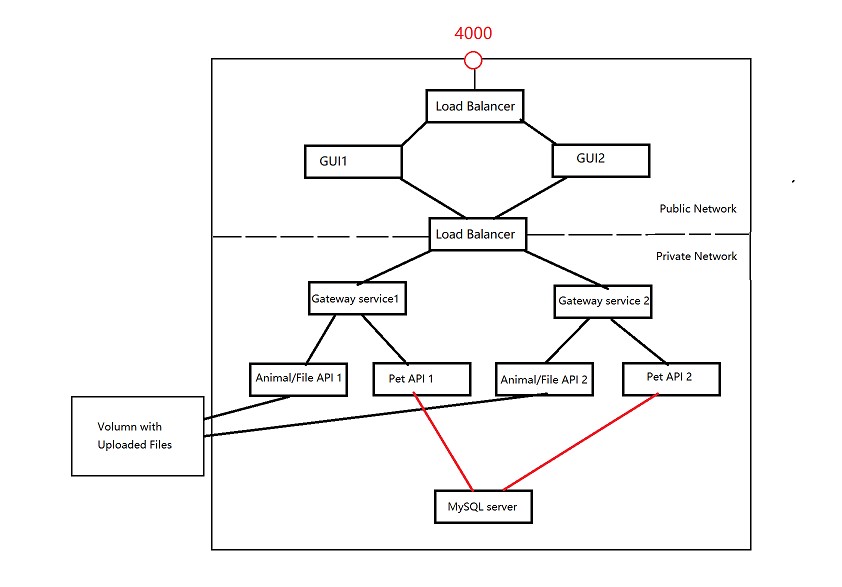 4000
Load Balancer
GUI1
GUI2
Public Network
Load Balancer
Private Network
Gateway service1
Gateway service 2
Animal/File API 1
Pet API 1
Animal/File API 2
Pet API 2
Volumn with
Uploaded Files
MySQL server